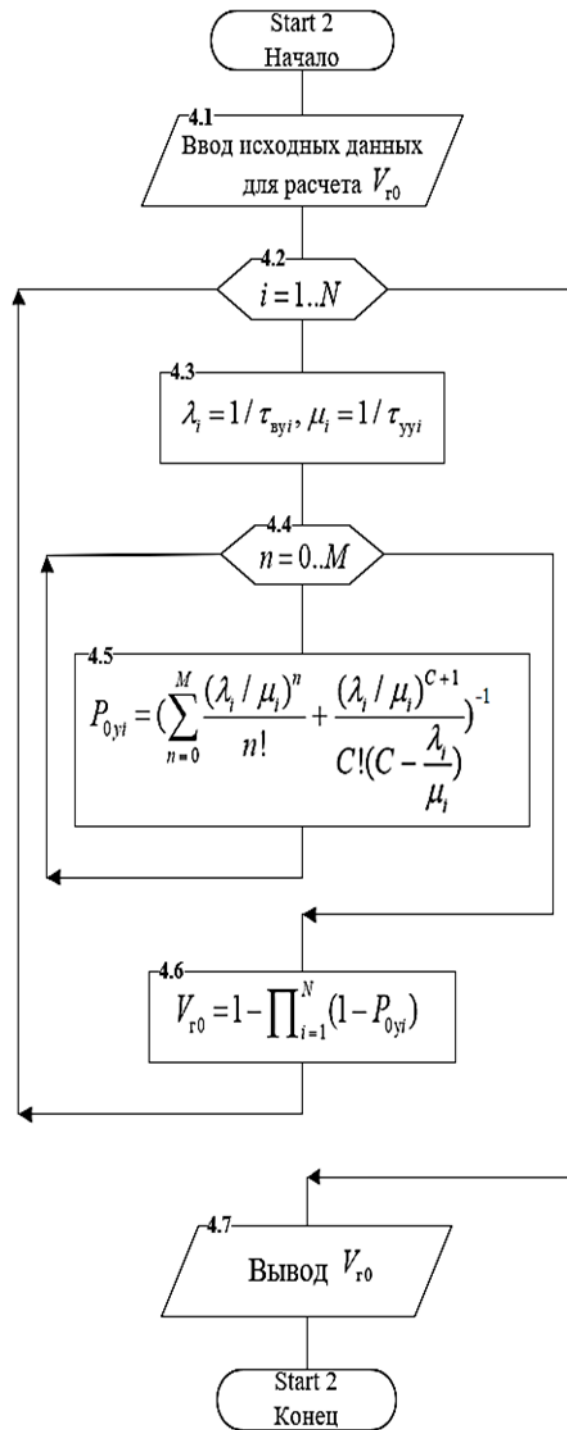 Start 2
Начало
4.1
Ввод исходных данных
для расчета V_г0
4.2
i = 1..N
4.3
λ_i = 1 / τ_вуi, μ_i = 1 / τ_ууi
4.4
n = 0..M
4.5
P_0уi = (∑_{n=0}^{M} (λ_i / μ_i)^n / n! + (λ_i / μ_i)^{C+1} / C!(C - λ_i / μ_i))^{-1}
4.6
V_г0 = 1 - ∏_{i=1}^{N} (1 - P_0уi)
4.7
Вывод V_г0
Start 2
Конец